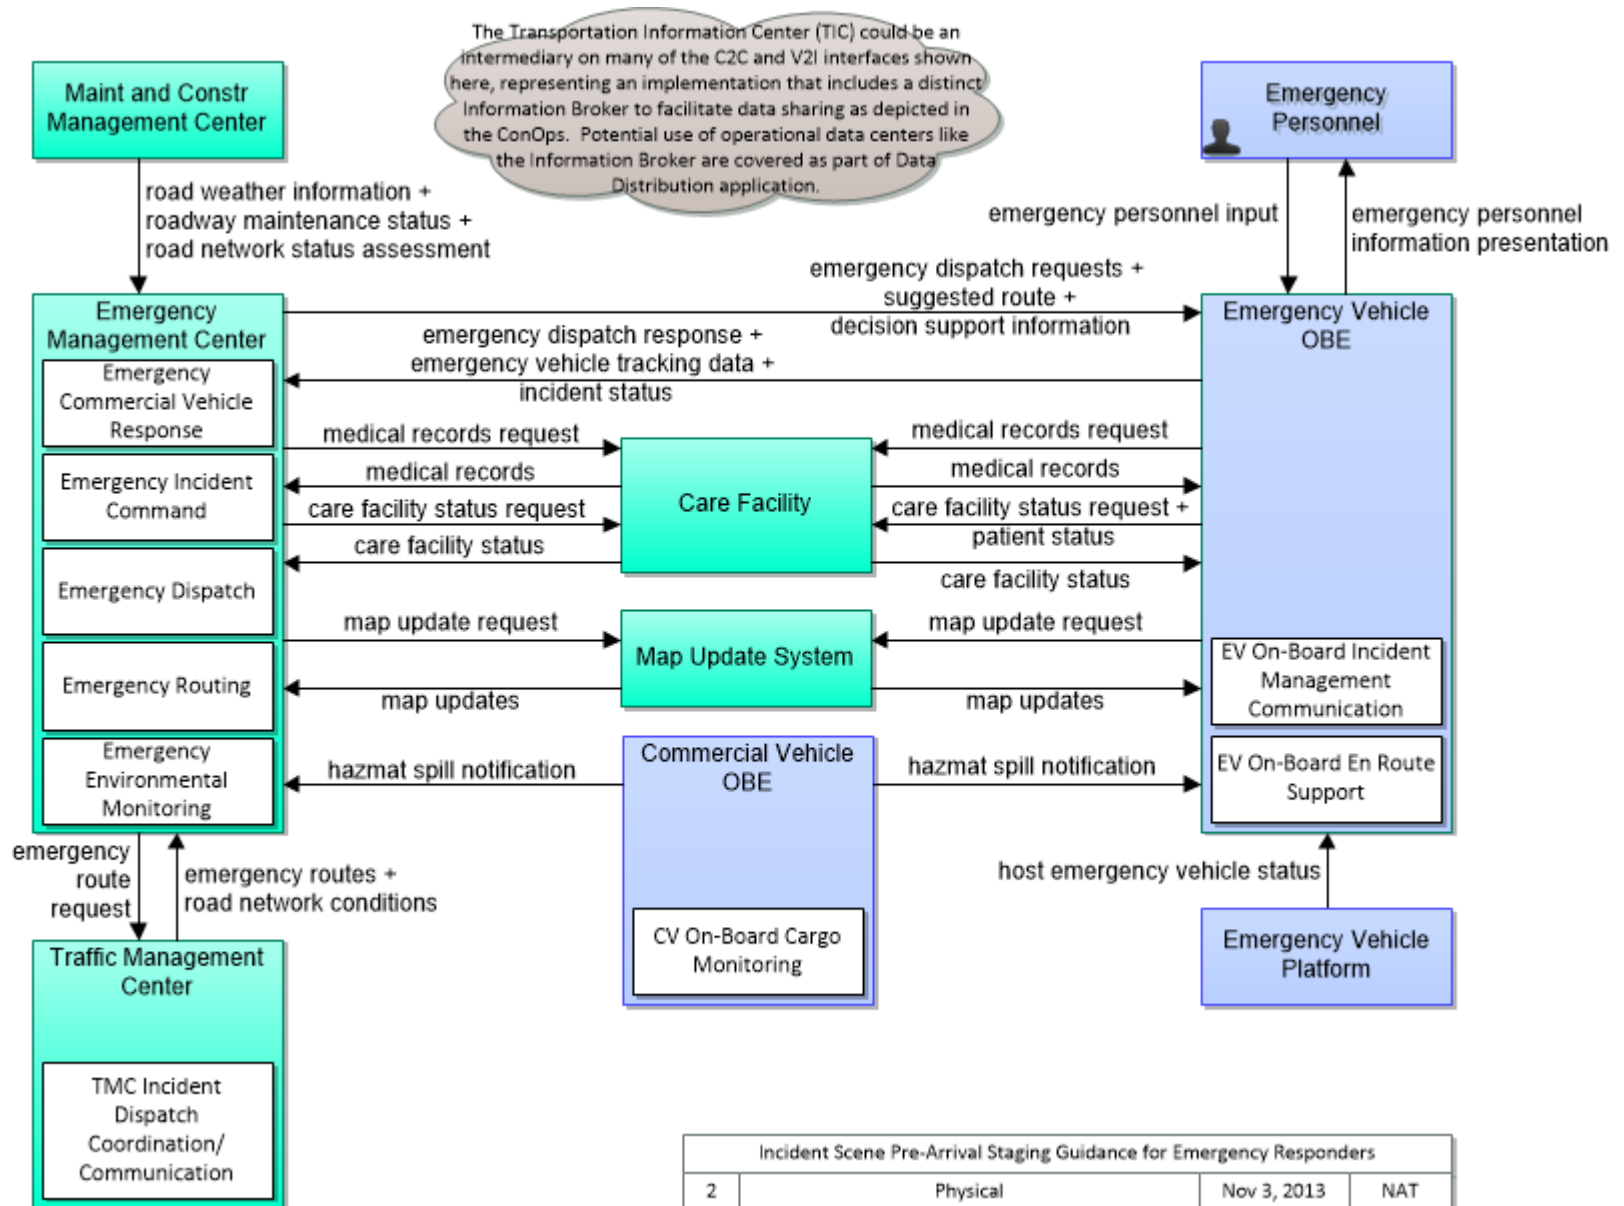 The Transportation Information Center (TIC) could be an
intermediary on many of the C2C and V2I interfaces shown
here, representing an implementation that includes a distinct
Information Broker to facilitate data sharing as depicted in
the ConOps. Potential use of operational data centers like
the Information Broker are covered as part of Data
Distribution application.
Maint and Constr
Management Center
Emergency
Personnel
road weather information +
roadway maintenance status +
road network status assessment
emergency personnel input
emergency personnel
information presentation
Emergency
Management Center
emergency dispatch requests +
suggested route +
decision support information
Emergency Vehicle
OBE
emergency dispatch response +
emergency vehicle tracking data +
incident status
Emergency
Commercial Vehicle
Response
Emergency Incident
Command
Emergency Dispatch
Emergency Routing
Emergency
Environmental
Monitoring
medical records request
medical records
care facility status request
care facility status
Care Facility
medical records request
medical records
care facility status request +
patient status
care facility status
map update request
map updates
Map Update System
map update request
map updates
EV On-Board Incident
Management
Communication
EV On-Board En Route
Support
hazmat spill notification
Commercial Vehicle
OBE
hazmat spill notification
CV On-Board Cargo
Monitoring
host emergency vehicle status
Emergency Vehicle
Platform
emergency
route
request
emergency routes +
road network conditions
Traffic Management
Center
TMC Incident
Dispatch
Coordination/
Communication
Incident Scene Pre-Arrival Staging Guidance for Emergency Responders
2 Physical Nov 3, 2013 NAT